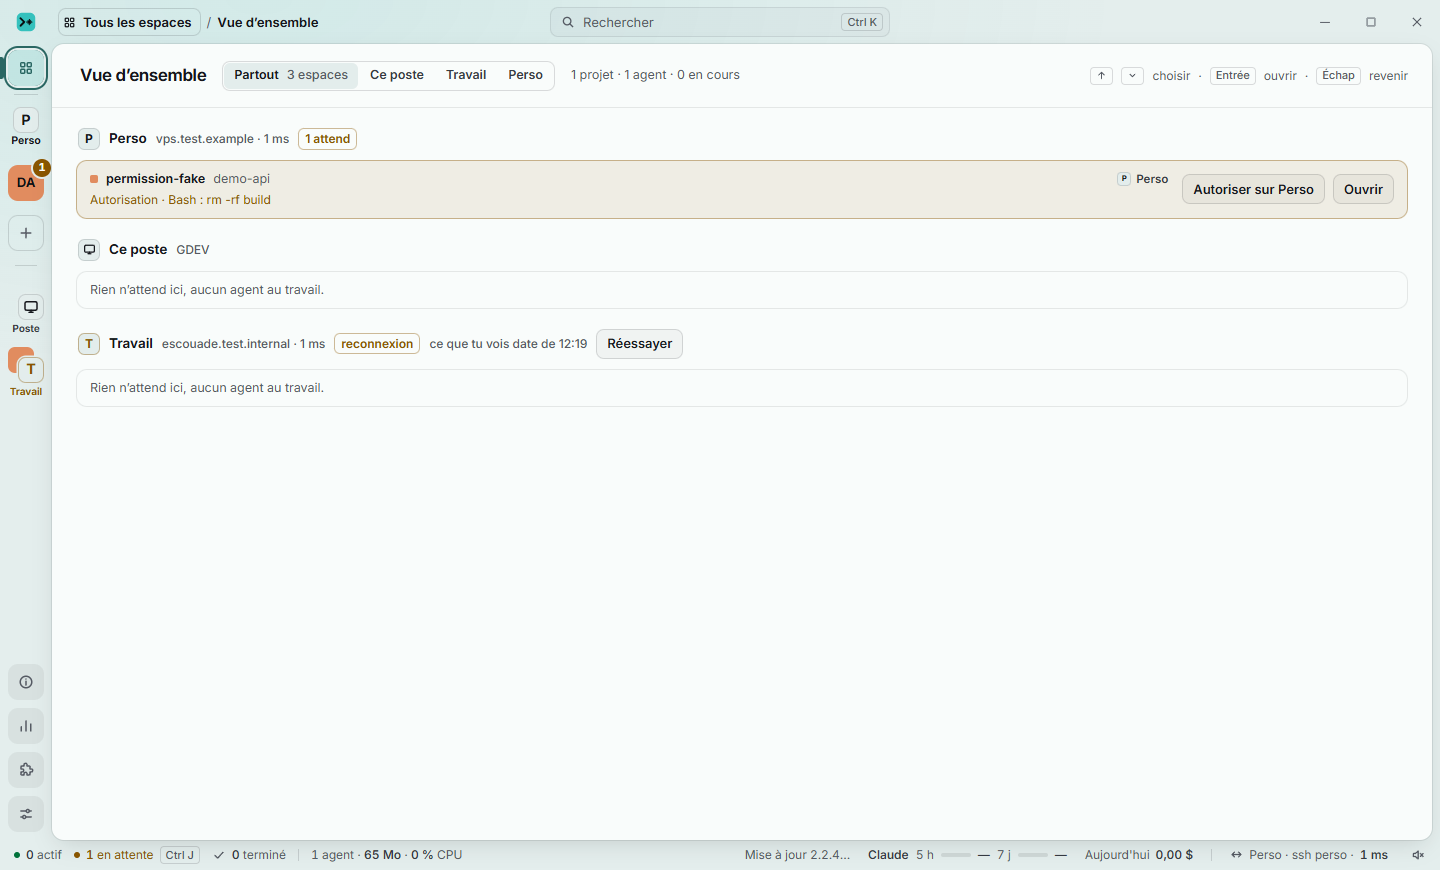 Tous les espaces / Vue d’ensemble
Rechercher Ctrl K
Vue d’ensemble Partout 3 espaces Ce poste Travail Perso 1 projet · 1 agent · 0 en cours
choisir · Entrée ouvrir · Échap revenir
P
Perso
DA 1
Poste
T
Travail
P Perso vps.test.example · 1 ms 1 attend
permission-fake demo-api
Autorisation · Bash : rm -rf build
P Perso Autoriser sur Perso Ouvrir
Ce poste GDEV
Rien n’attend ici, aucun agent au travail.
T Travail escouade.test.internal · 1 ms reconnexion ce que tu vois date de 12:19 Réessayer
Rien n’attend ici, aucun agent au travail.
0 actif 1 en attente Ctrl J 0 terminé 1 agent · 65 Mo · 0 % CPU
Mise à jour 2.2.4... Claude 5 h — 7 j — Aujourd'hui 0,00 $ Perso · ssh perso · 1 ms